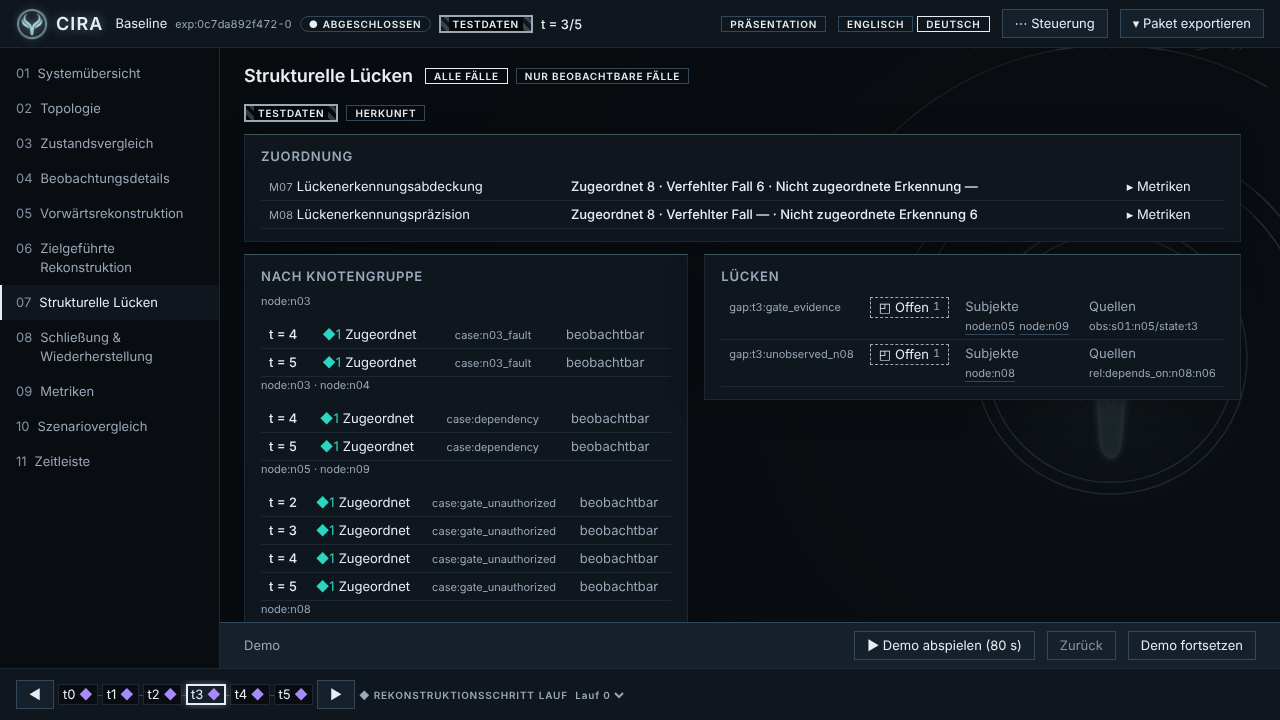 CIRA Baseline exp:0c7da892f472-0 ● ABGESCHLOSSEN TESTDATEN t = 3/5 PRÄSENTATION ENGLISCH DEUTSCH ⋯ Steuerung ▾ Paket exportieren
01 Systemübersicht
02 Topologie
03 Zustandsvergleich
04 Beobachtungsdetails
05 Vorwärtsrekonstruktion
06 Zielgeführte
Rekonstruktion
07 Strukturelle Lücken
08 Schließung &
Wiederherstellung
09 Metriken
10 Szenariovergleich
11 Zeitleiste
Strukturelle Lücken ALLE FÄLLE NUR BEOBACHTBARE FÄLLE
TESTDATEN HERKUNFT
ZUORDNUNG
M07 Lückenerkennungsabdeckung Zugeordnet 8 · Verfehlter Fall 6 · Nicht zugeordnete Erkennung — ▸ Metriken
M08 Lückenerkennungspräzision Zugeordnet 8 · Verfehlter Fall — · Nicht zugeordnete Erkennung 6 ▸ Metriken
NACH KNOTENGRUPPE
node:n03
t = 4 ◆1 Zugeordnet case:n03_fault beobachtbar
t = 5 ◆1 Zugeordnet case:n03_fault beobachtbar
node:n03 · node:n04
t = 4 ◆1 Zugeordnet case:dependency beobachtbar
t = 5 ◆1 Zugeordnet case:dependency beobachtbar
node:n05 · node:n09
t = 2 ◆1 Zugeordnet case:gate_unauthorized beobachtbar
t = 3 ◆1 Zugeordnet case:gate_unauthorized beobachtbar
t = 4 ◆1 Zugeordnet case:gate_unauthorized beobachtbar
t = 5 ◆1 Zugeordnet case:gate_unauthorized beobachtbar
node:n08
LÜCKEN
gap:t3:gate_evidence ◰ Offen 1 Subjekte Quellen
node:n05 node:n09 obs:s01:n05/state:t3
gap:t3:unobserved_n08 ◰ Offen 1 Subjekte Quellen
node:n08 rel:depends_on:n08:n06
Demo ▶ Demo abspielen (80 s) Zurück Demo fortsetzen
◀ t0 ◆ t1 ◆ t2 ◆ t3 ◆ t4 ◆ t5 ◆ ▶ ◆ REKONSTRUKTIONSSCHRITT LAUF Lauf 0